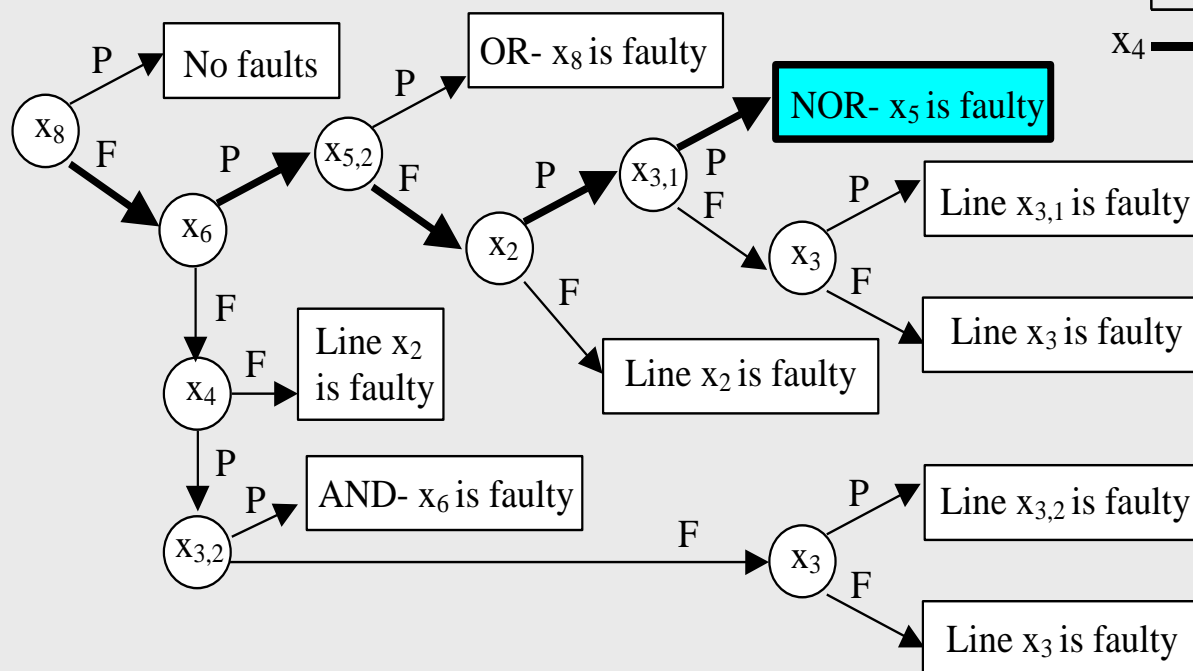 x4
P
No faults
x8
F
P
OR- x8 is faulty
x5,2
F
x6
P
NOR- x5 is faulty
x3,1
P
F
x2
F
P
Line x3,1 is faulty
x3
F
Line x3 is faulty
Line x2 is faulty
F
x4
F
Line x2
is faulty
P
x3,2
P
AND- x6 is faulty
F
x3
P
Line x3,2 is faulty
F
Line x3 is faulty